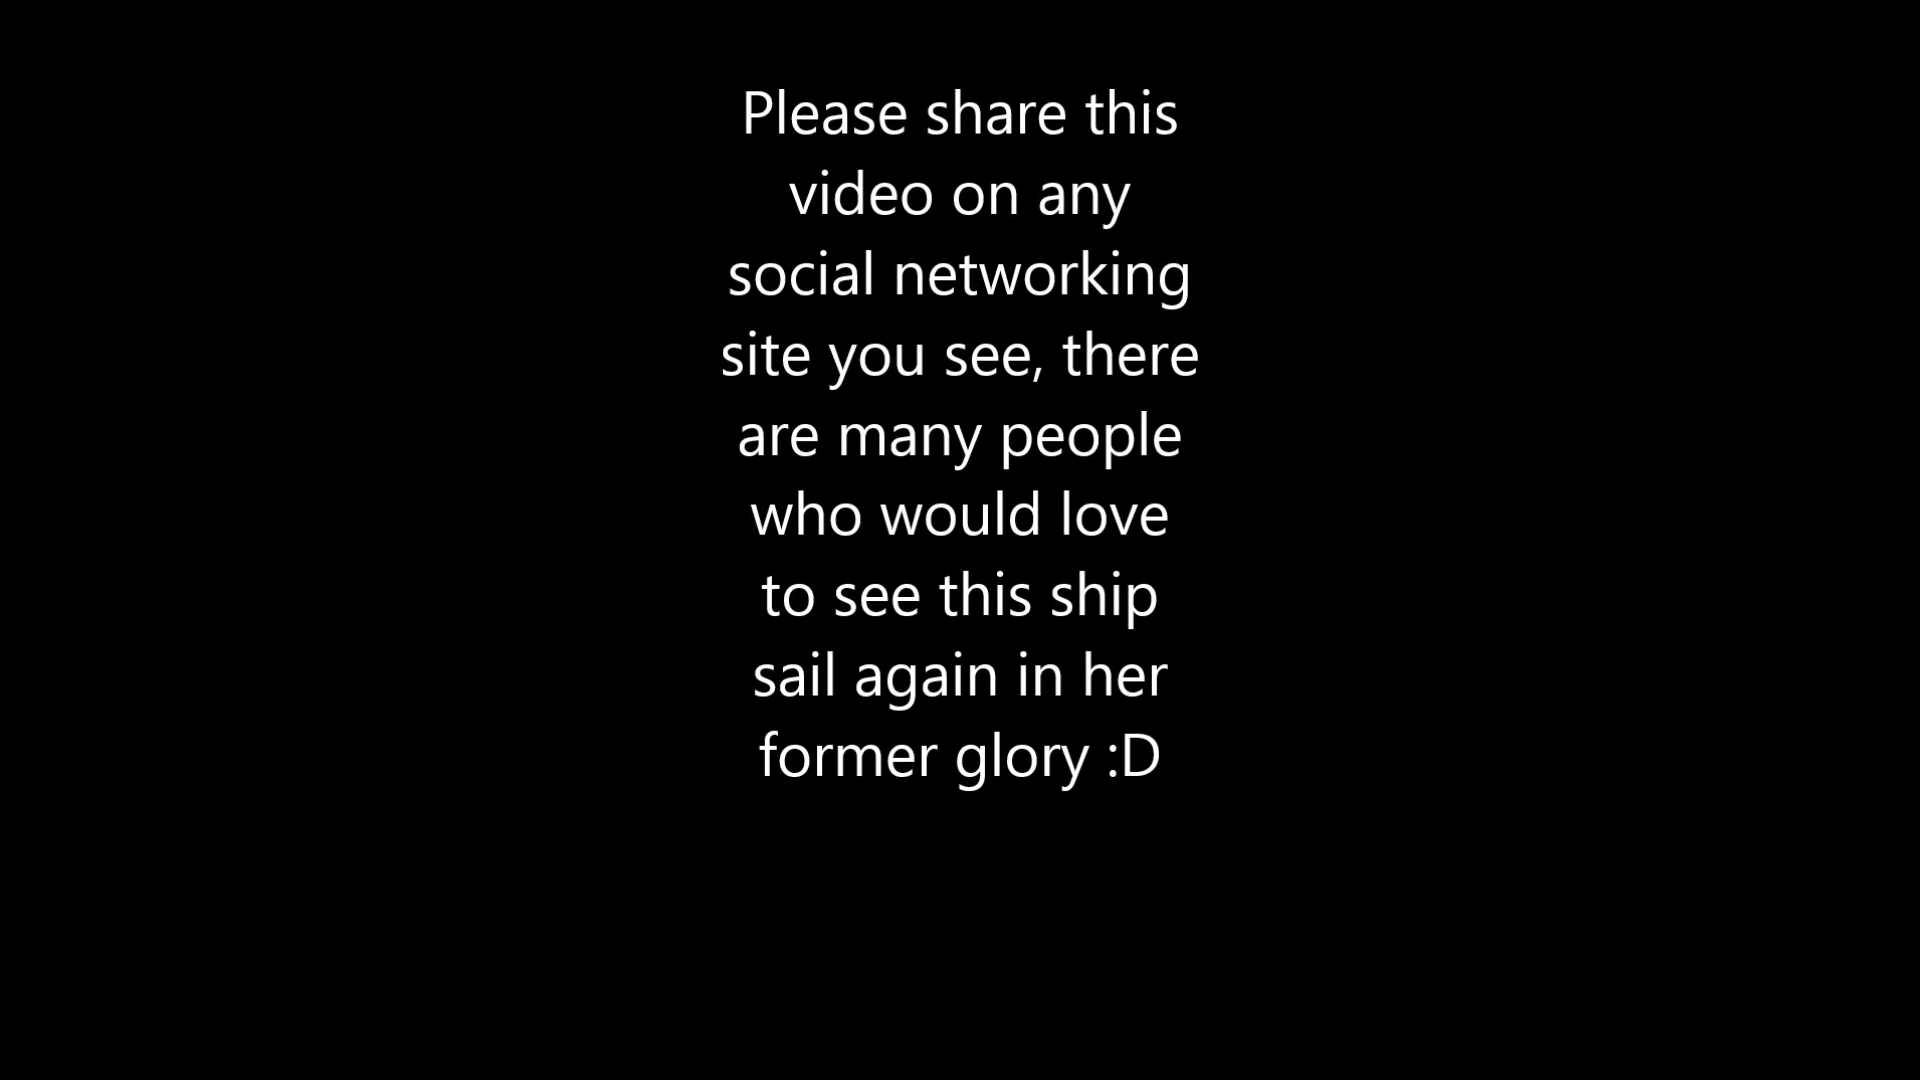 Please share this
video on any
social networking
site you see, there
are many people
who would love
to see this ship
sail again in her
former glory :D